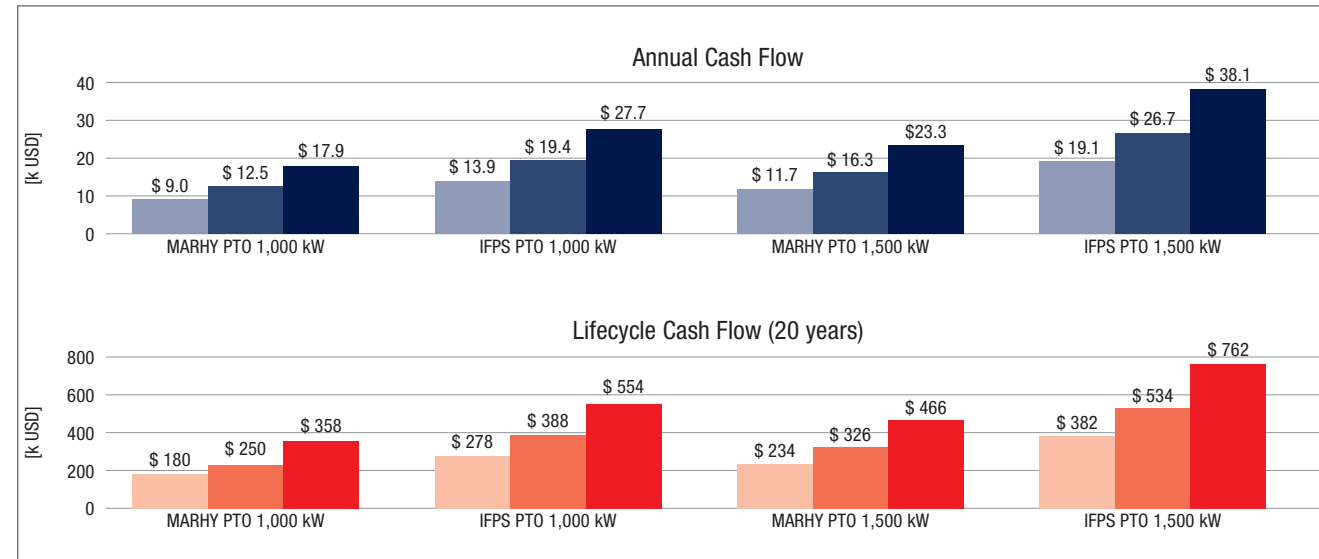 Annual Cash Flow
[k USD]
40
30
20
10
0
$ 9.0
$ 12.5
$ 17.9
$ 13.9
$ 19.4
$ 27.7
$ 11.7
$ 16.3
$23.3
$ 19.1
$ 26.7
$ 38.1
MARHY PTO 1,000 kW
IFPS PTO 1,000 kW
MARHY PTO 1,500 kW
IFPS PTO 1,500 kW
Lifecycle Cash Flow (20 years)
[k USD]
800
600
400
200
0
$ 180
$ 250
$ 358
$ 278
$ 388
$ 554
$ 234
$ 326
$ 466
$ 382
$ 534
$ 762
MARHY PTO 1,000 kW
IFPS PTO 1,000 kW
MARHY PTO 1,500 kW
IFPS PTO 1,500 kW